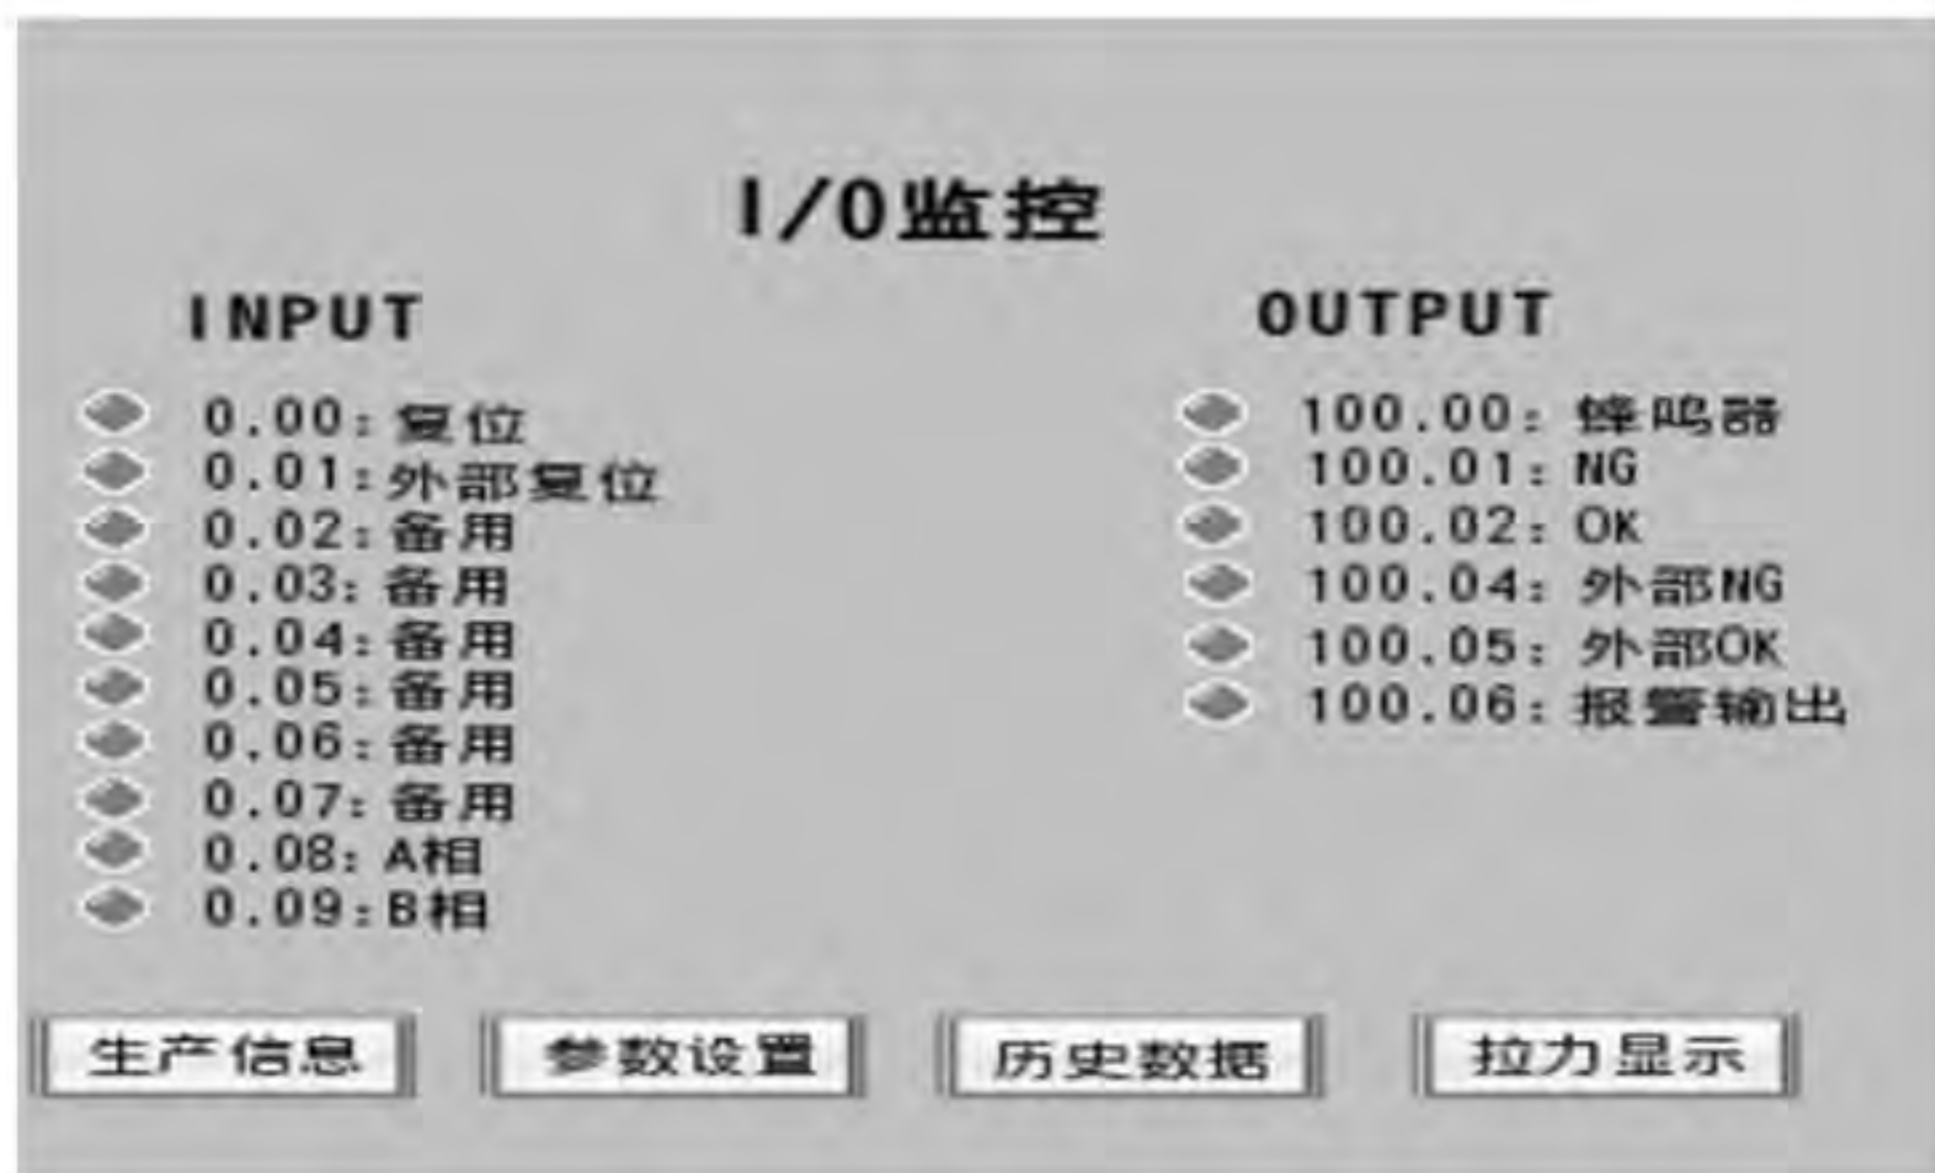 I/O监控
INPUT
0.00: 复位
0.01: 外部复位
0.02: 备用
0.03: 备用
0.04: 备用
0.05: 备用
0.06: 备用
0.07: 备用
0.08: A相
0.09: B相
OUTPUT
100.00: 蜂鸣器
100.01: NG
100.02: OK
100.04: 外部NG
100.05: 外部OK
100.06: 报警输出
生产信息 参数设置 历史数据 拉力显示